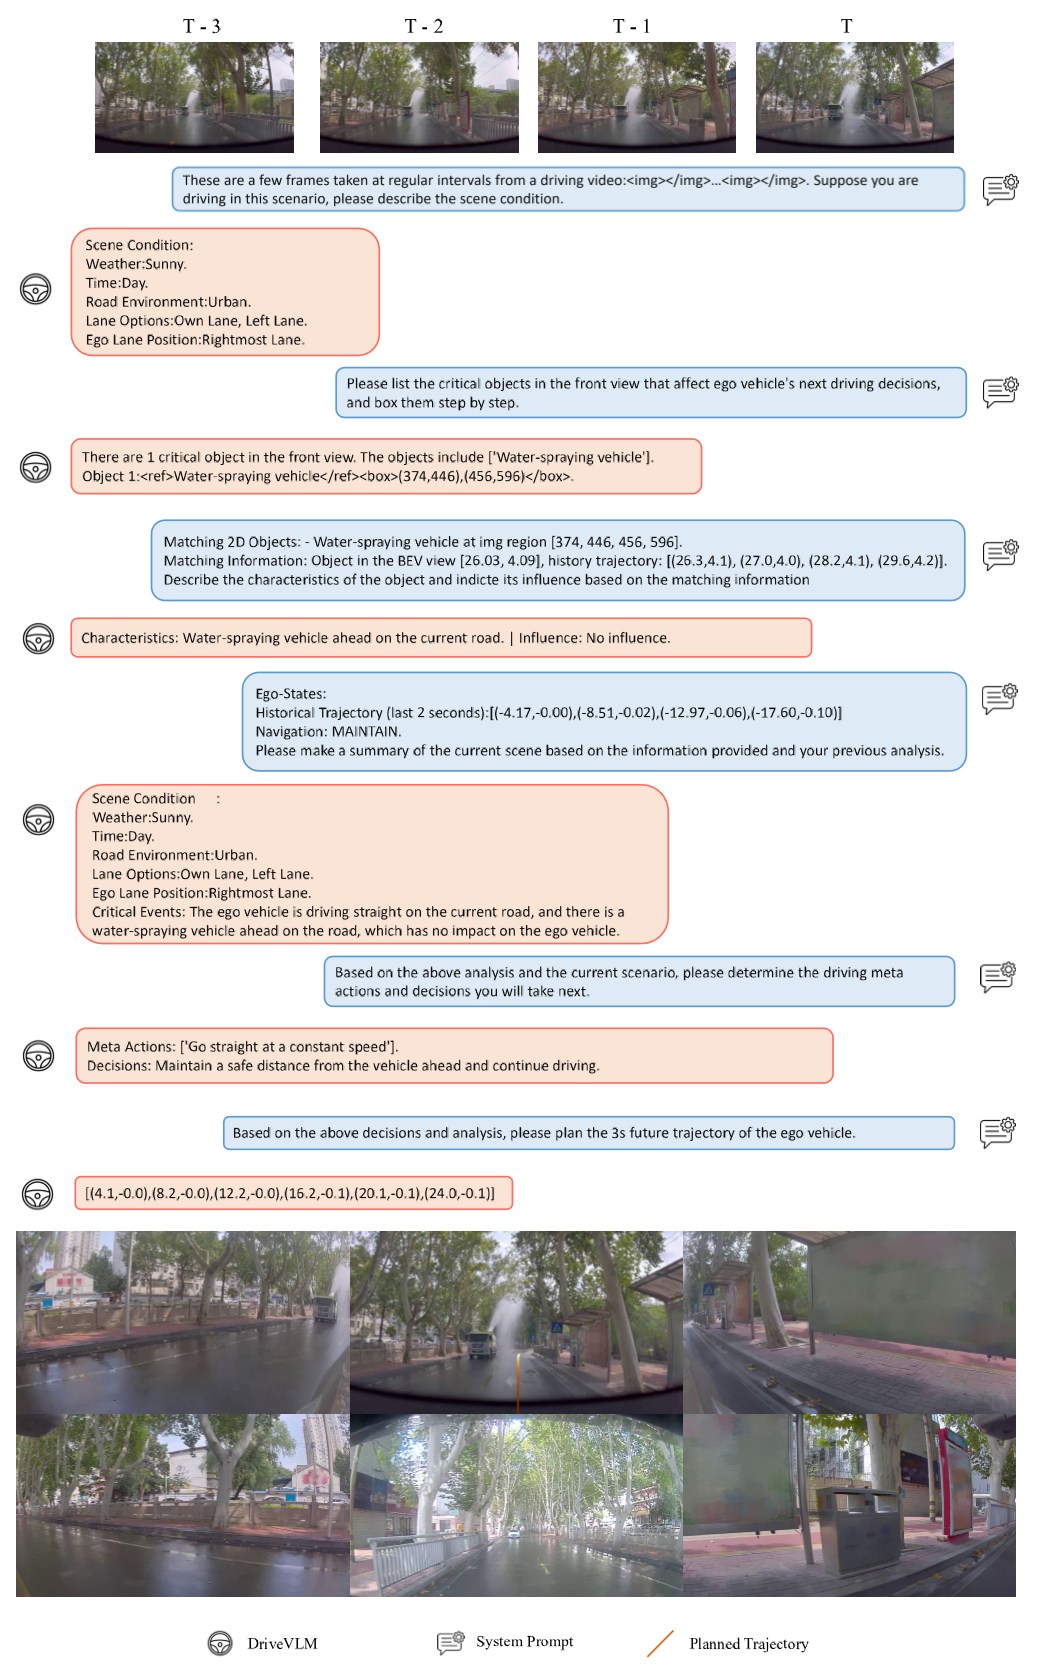 T - 3
T - 2
T - 1
T
These are a few frames taken at regular intervals from a driving video:<img></img>...<img></img>. Suppose you are
driving in this scenario, please describe the scene condition.
Scene Condition:
Weather:Sunny.
Time:Day.
Road Environment:Urban.
Lane Options:Own Lane, Left Lane.
Ego Lane Position:Rightmost Lane.
Please list the critical objects in the front view that affect ego vehicle's next driving decisions,
and box them step by step.
There are 1 critical object in the front view. The objects include ['Water-spraying vehicle'].
Object 1:<ref>Water-spraying vehicle</ref><box>(374,446),(456,596)</box>.
Matching 2D Objects: - Water-spraying vehicle at img region [374, 446, 456, 596].
Matching Information: Object in the BEV view [26.03, 4.09], history trajectory: [(26.3,4.1), (27.0,4.0), (28.2,4.1), (29.6,4.2)].
Describe the characteristics of the object and indicte its influence based on the matching information
Characteristics: Water-spraying vehicle ahead on the current road. | Influence: No influence.
Ego-States:
Historical Trajectory (last 2 seconds):[(-4.17,-0.00),(-8.51,-0.02),(-12.97,-0.06),(-17.60,-0.10)]
Navigation: MAINTAIN.
Please make a summary of the current scene based on the information provided and your previous analysis.
Scene Condition :
Weather:Sunny.
Time:Day.
Road Environment:Urban.
Lane Options:Own Lane, Left Lane.
Ego Lane Position:Rightmost Lane.
Critical Events: The ego vehicle is driving straight on the current road, and there is a
water-spraying vehicle ahead on the road, which has no impact on the ego vehicle.
Based on the above analysis and the current scenario, please determine the driving meta
actions and decisions you will take next.
Meta Actions: ['Go straight at a constant speed'].
Decisions: Maintain a safe distance from the vehicle ahead and continue driving.
Based on the above decisions and analysis, please plan the 3s future trajectory of the ego vehicle.
[(4.1,-0.0),(8.2,-0.0),(12.2,-0.0),(16.2,-0.1),(20.1,-0.1),(24.0,-0.1)]
DriveVLM
System Prompt
Planned Trajectory